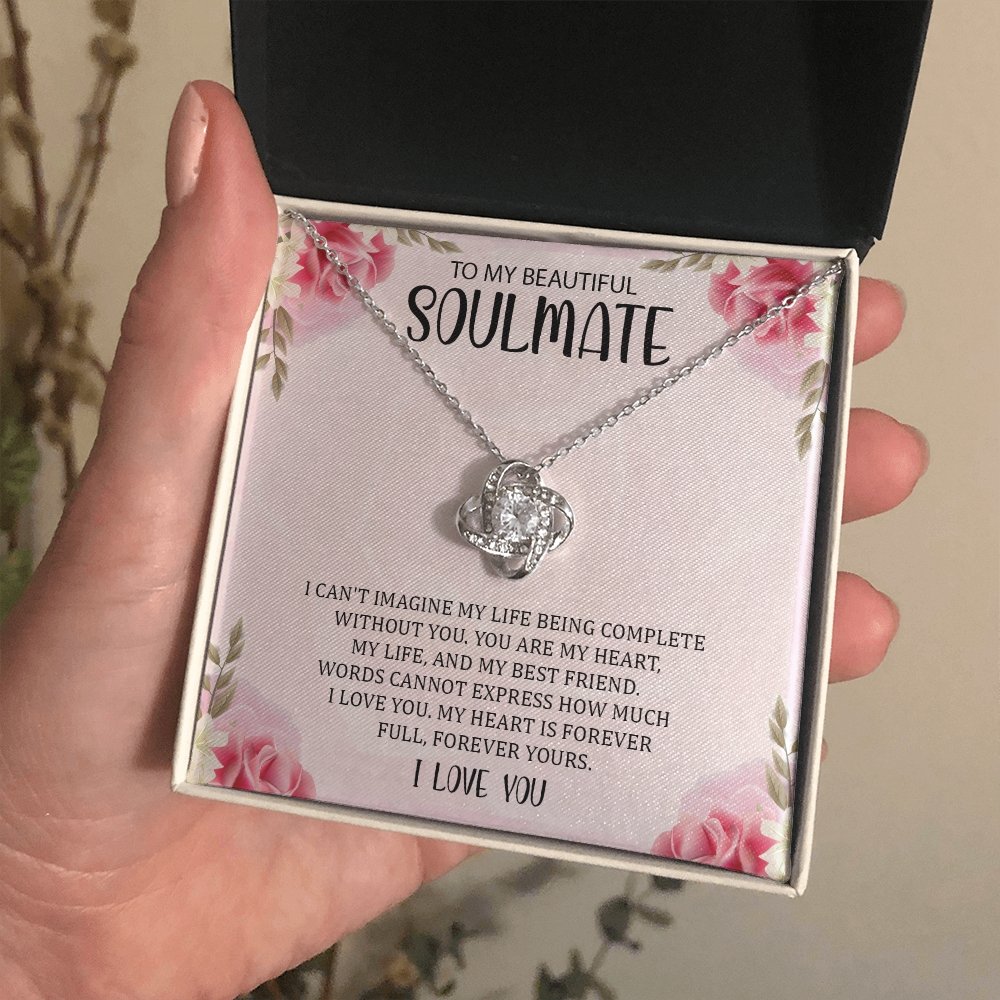 TO MY BEAUTIFUL
SOULMATE
I CAN'T IMAGINE MY LIFE BEING COMPLETE
WITHOUT YOU. YOU ARE MY HEART,
MY LIFE, AND MY BEST FRIEND.
WORDS CANNOT EXPRESS HOW MUCH
I LOVE YOU. MY HEART IS FOREVER
FULL, FOREVER YOURS.
I LOVE YOU